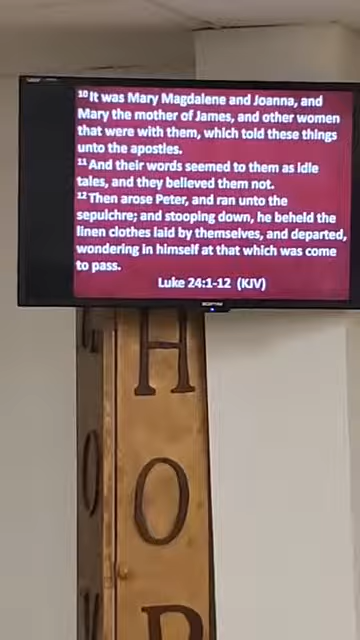 10 It was Mary Magdalene and Joanna, and
Mary the mother of James, and other women
that were with them, which told these things
unto the apostles.
11 And their words seemed to them as idle
tales, and they believed them not.
12 Then arose Peter, and ran unto the
sepulchre; and stooping down, he beheld the
linen clothes laid by themselves, and departed,
wondering in himself at that which was come
to pass.
Luke 24:1-12 (KJV)
H
O
P